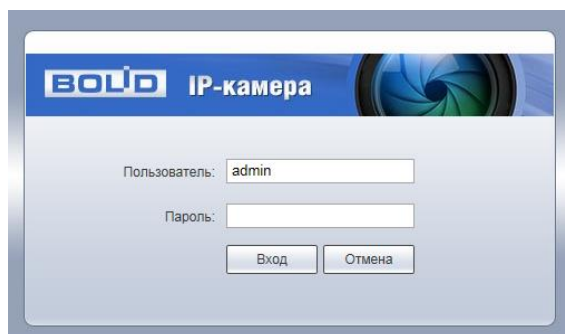 BOLID IP-камера
Пользователь: admin
Пароль:
Вход Отмена